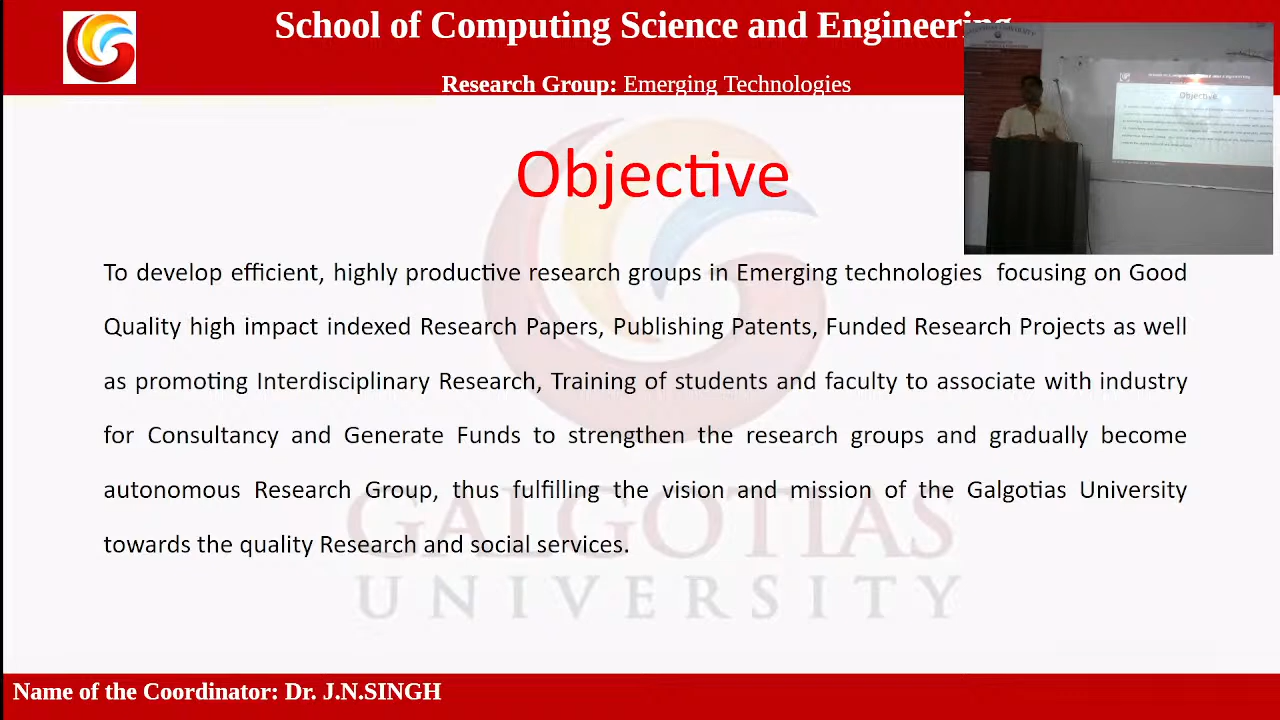 School of Computing Science and Engineering
Research Group: Emerging Technologies
Objective
To develop efficient, highly productive research groups in Emerging technologies focusing on Good
Quality high impact indexed Research Papers, Publishing Patents, Funded Research Projects as well
as promoting Interdisciplinary Research, Training of students and faculty to associate with industry
for Consultancy and Generate Funds to strengthen the research groups and gradually become
autonomous Research Group, thus fulfilling the vision and mission of the Galgotias University
towards the quality Research and social services.
GALGOTIAS
UNIVERSITY
Name of the Coordinator: Dr. J.N.SINGH
Objective